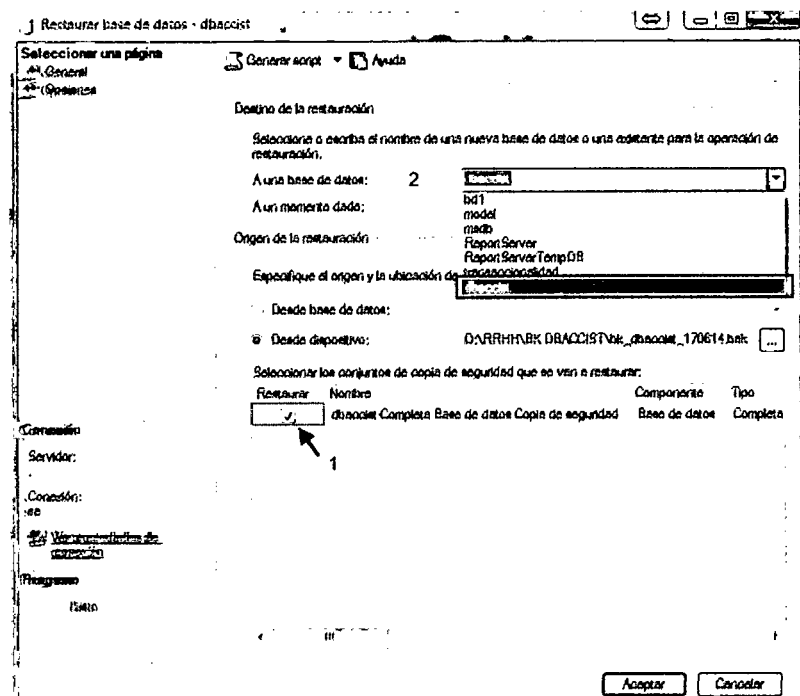 Restaurar base de datos - dbaccist
Seleccionar una página
General
Opciones
Generar script
Ayuda
Destino de la restauración
Seleccione o escriba el nombre de una nueva base de datos o una existente para la operación de
restauración.
A una base de datos: 2
A un momento dado:
bd1
model
msdb
ReportServer
ReportServerTempDB
transaccionalidad
Origen de la restauración
Especifique el origen y la ubicación de
Desde base de datos:
Desde dispositivo: D:\RRHH\BK DBACCIST\bk_dbaccist_170614.bak ...
Seleccionar los conjuntos de copia de seguridad que se van a restaurar:
Restaurar Nombre Componente Tipo
dbaccist-Completa Base de datos Copia de seguridad Base de datos Completa
1
Conexión
Servidor:
Conexión:
sa
Ver propiedades de
conexión
Progreso
Listo
Aceptar Cancelar